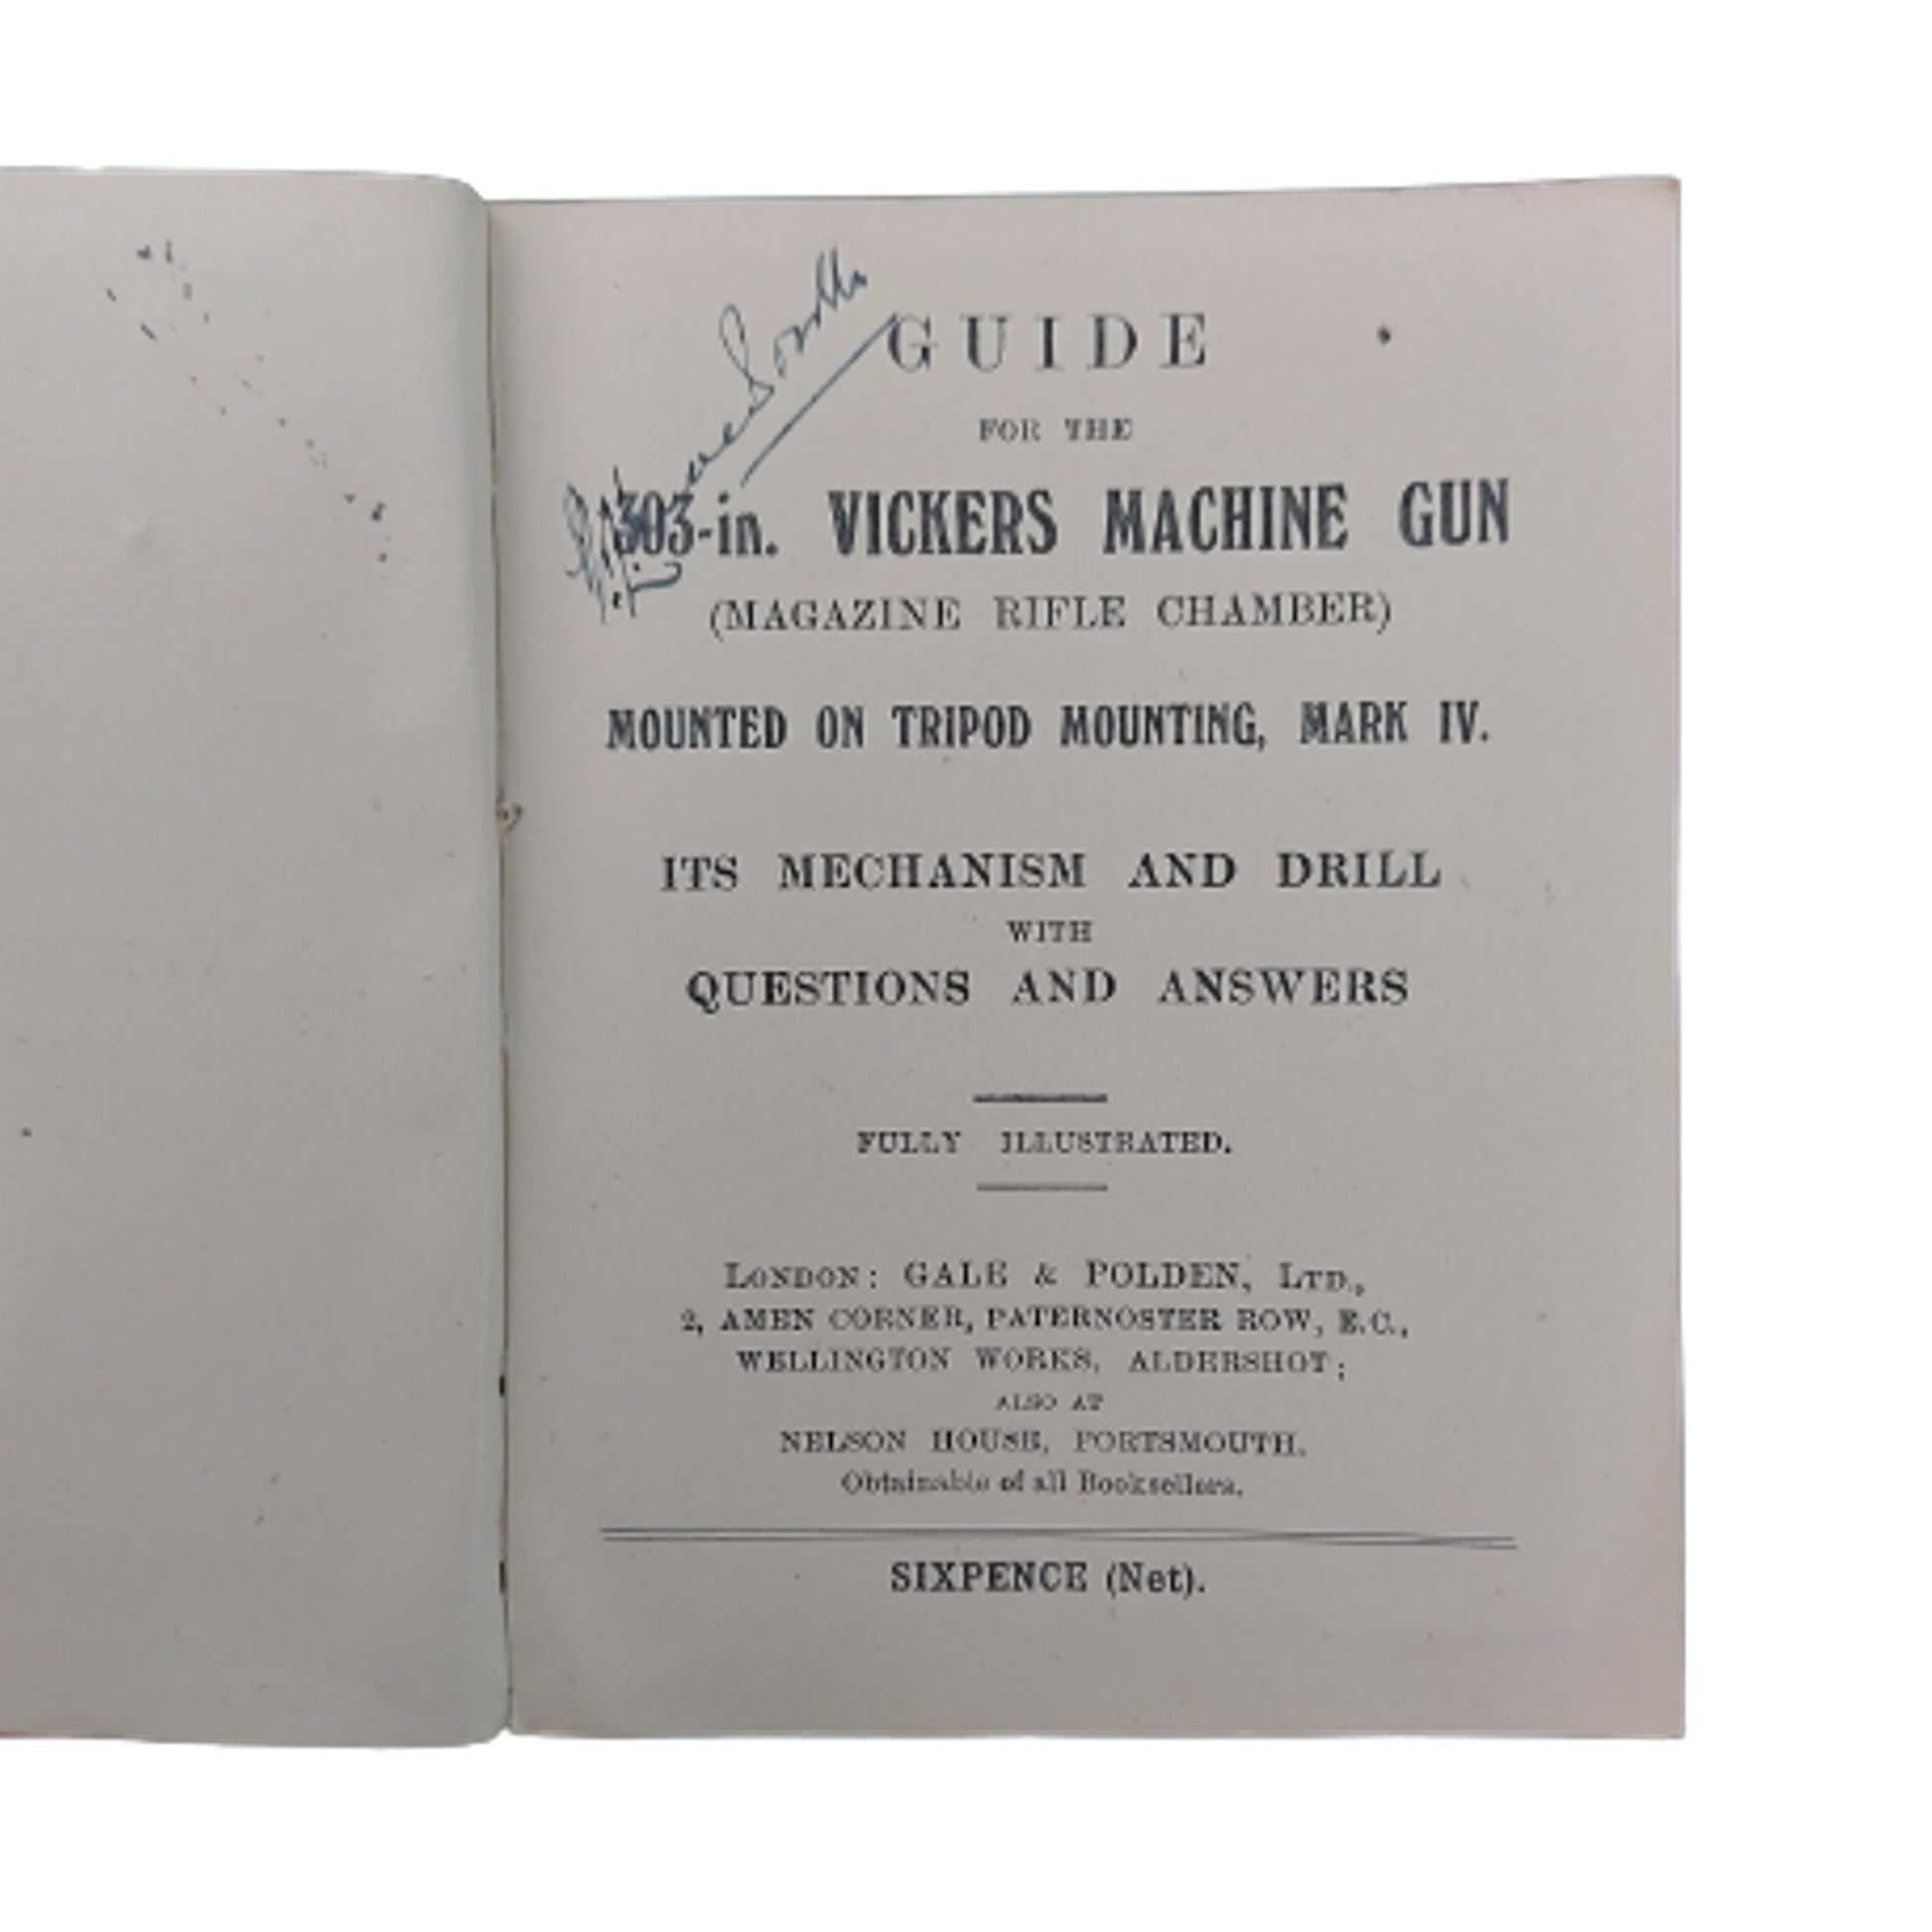 GUIDE
FOR THE
303-in. VICKERS MACHINE GUN
(MAGAZINE RIFLE CHAMBER)
MOUNTED ON TRIPOD MOUNTING, MARK IV.
ITS MECHANISM AND DRILL
WITH
QUESTIONS AND ANSWERS
FULLY ILLUSTRATED.
LONDON: GALE & POLDEN, LTD.,
2, AMEN CORNER, PATERNOSTER ROW, E.C.,
WELLINGTON WORKS, ALDERSHOT;
ALSO AT
NELSON HOUSE, PORTSMOUTH.
Obtainable of all Booksellers.
SIXPENCE (Net).